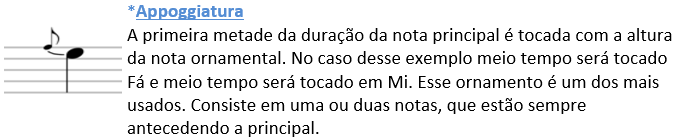 *Appoggiatura
A primeira metade da duração da nota principal é tocada com a altura
da nota ornamental. No caso desse exemplo meio tempo será tocado
Fá e meio tempo será tocado em Mi. Esse ornamento é um dos mais
usados. Consiste em uma ou duas notas, que estão sempre
antecedendo a principal.